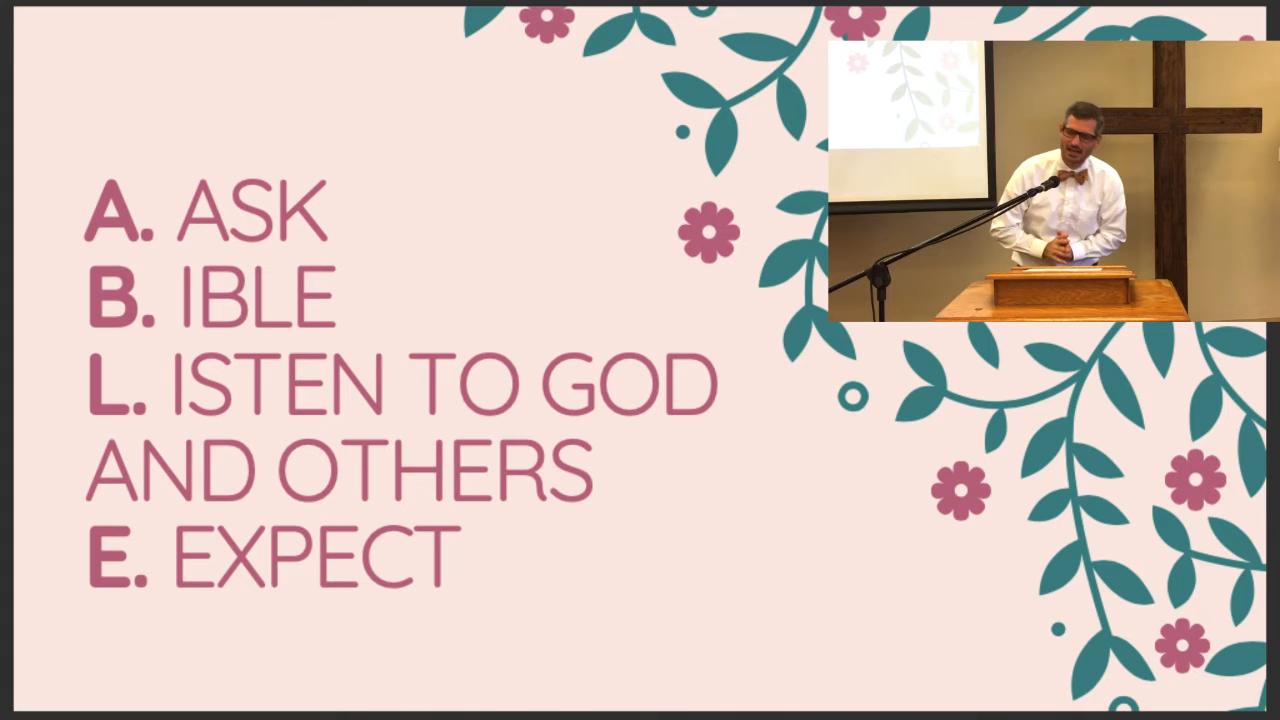 A. ASK
B. IBLE
L. ISTEN TO GOD
AND OTHERS
E. EXPECT